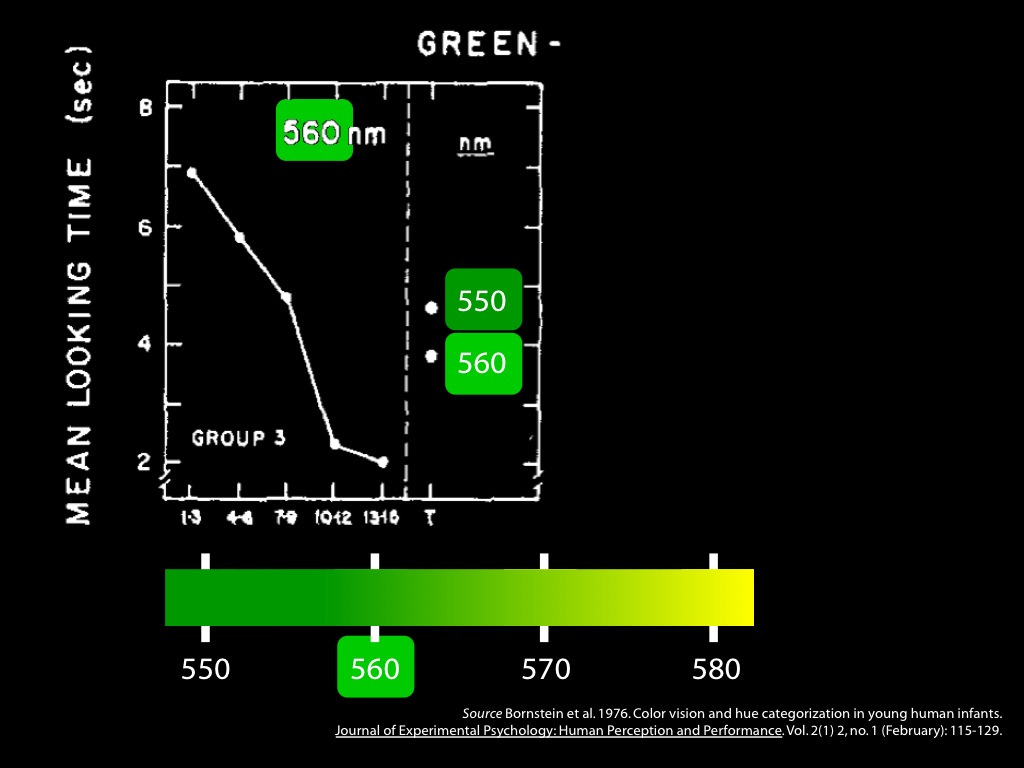 GREEN -
MEAN LOOKING TIME (sec)
8
6
4
2
560 nm
nm
550
560
GROUP 3
1-3 4-6 7-9 10-12 13-15 T
550 560 570 580
Source Bornstein et al. 1976. Color vision and hue categorization in young human infants.
Journal of Experimental Psychology: Human Perception and Performance. Vol. 2(1) 2, no. 1 (February): 115-129.